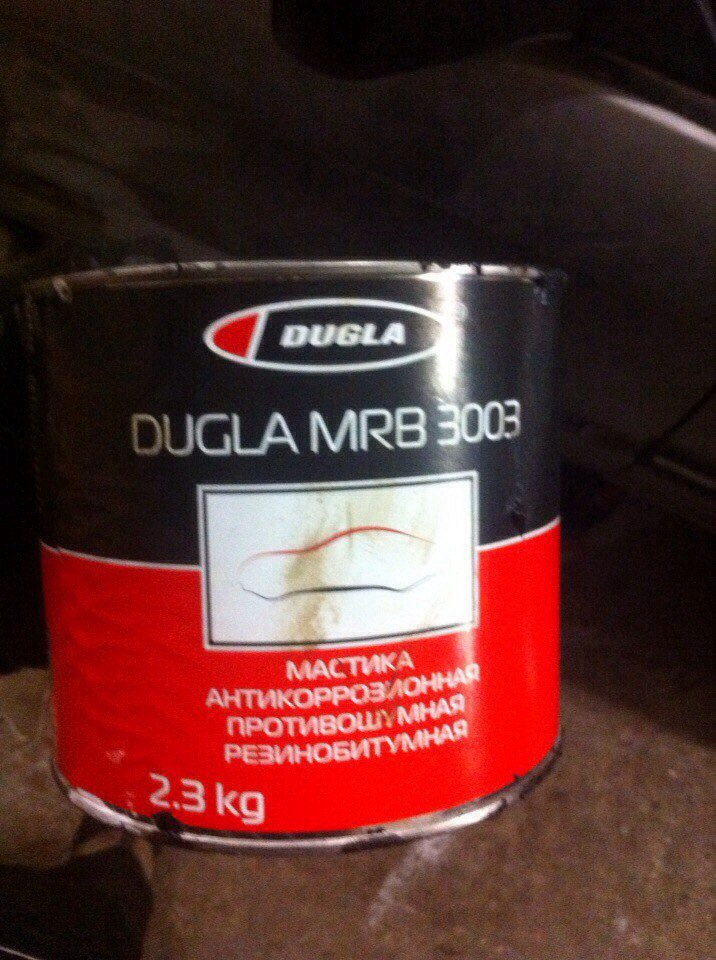 DUGLA
DUGLA MRB 3003
МАСТИКА
АНТИКОРРОЗИОННАЯ
ПРОТИВОШУМНАЯ
РЕЗИНОБИТУМНАЯ
2.3 kg